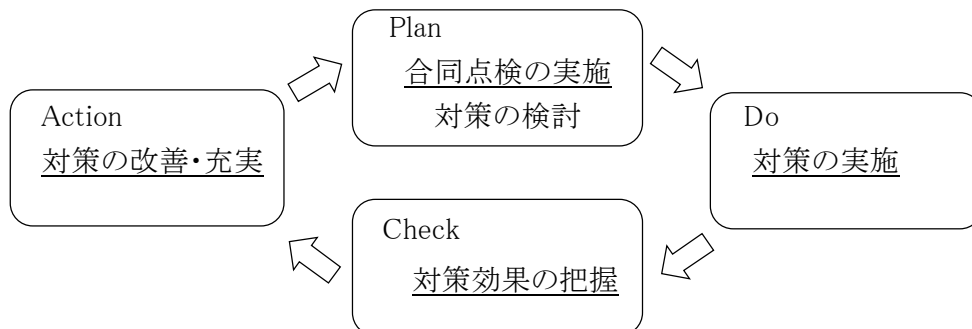 Plan
合同点検の実施
対策の検討
Do
対策の実施
Check
対策効果の把握
Action
対策の改善・充実